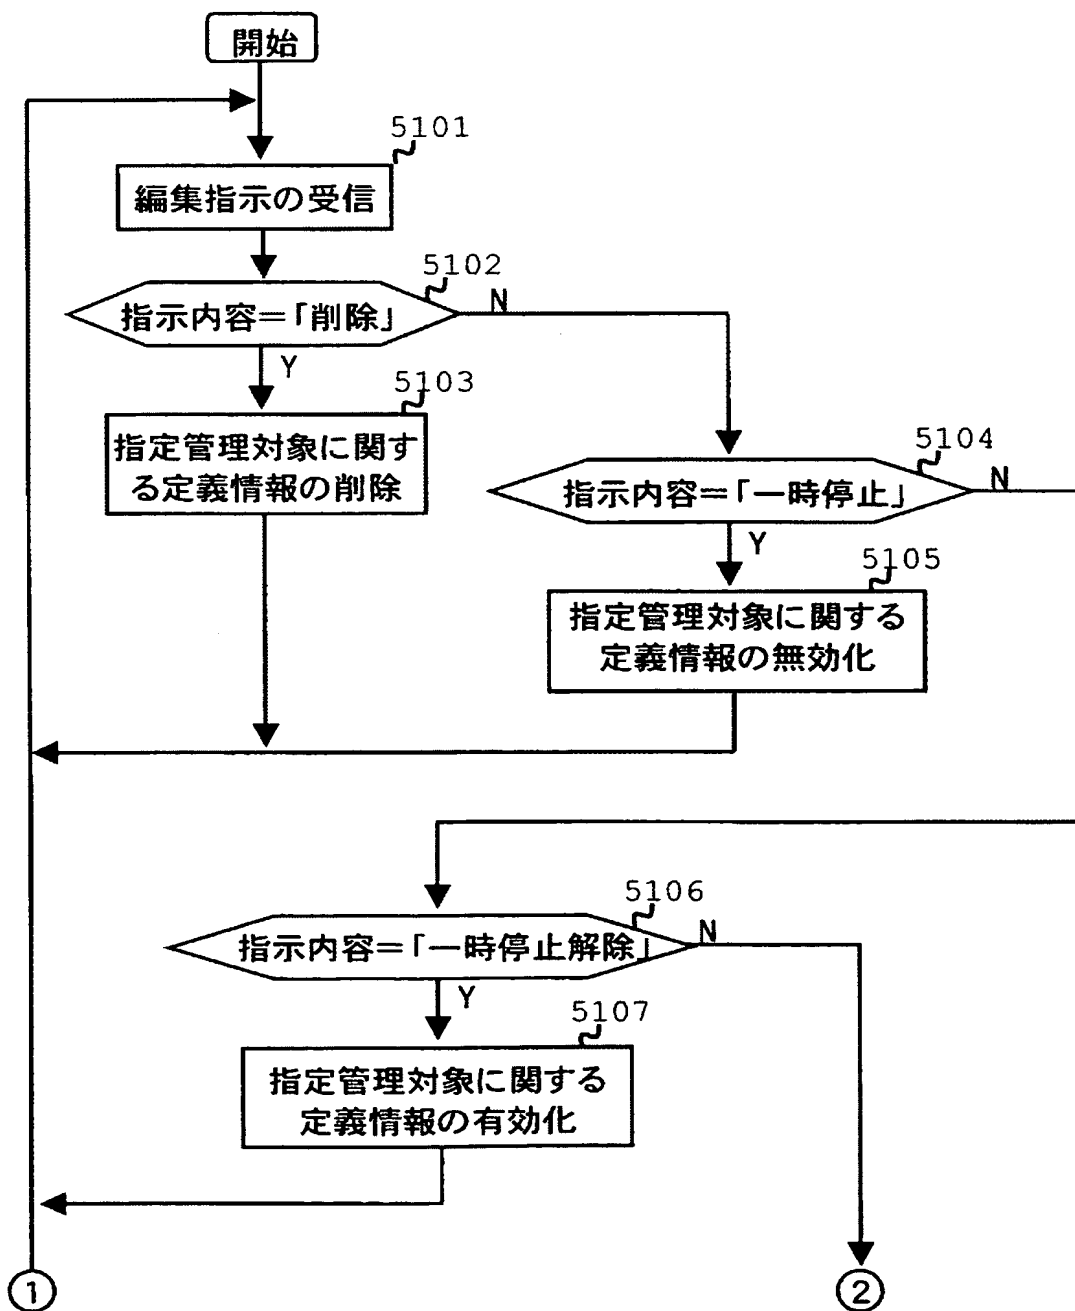 開始
5101
編集指示の受信
5102
指示内容＝「削除」
N
Y
5103
指定管理対象に関す
る定義情報の削除
5104
指示内容＝「一時停止」
N
Y
5105
指定管理対象に関する
定義情報の無効化
5106
指示内容＝「一時停止解除」
N
Y
5107
指定管理対象に関する
定義情報の有効化
①
②